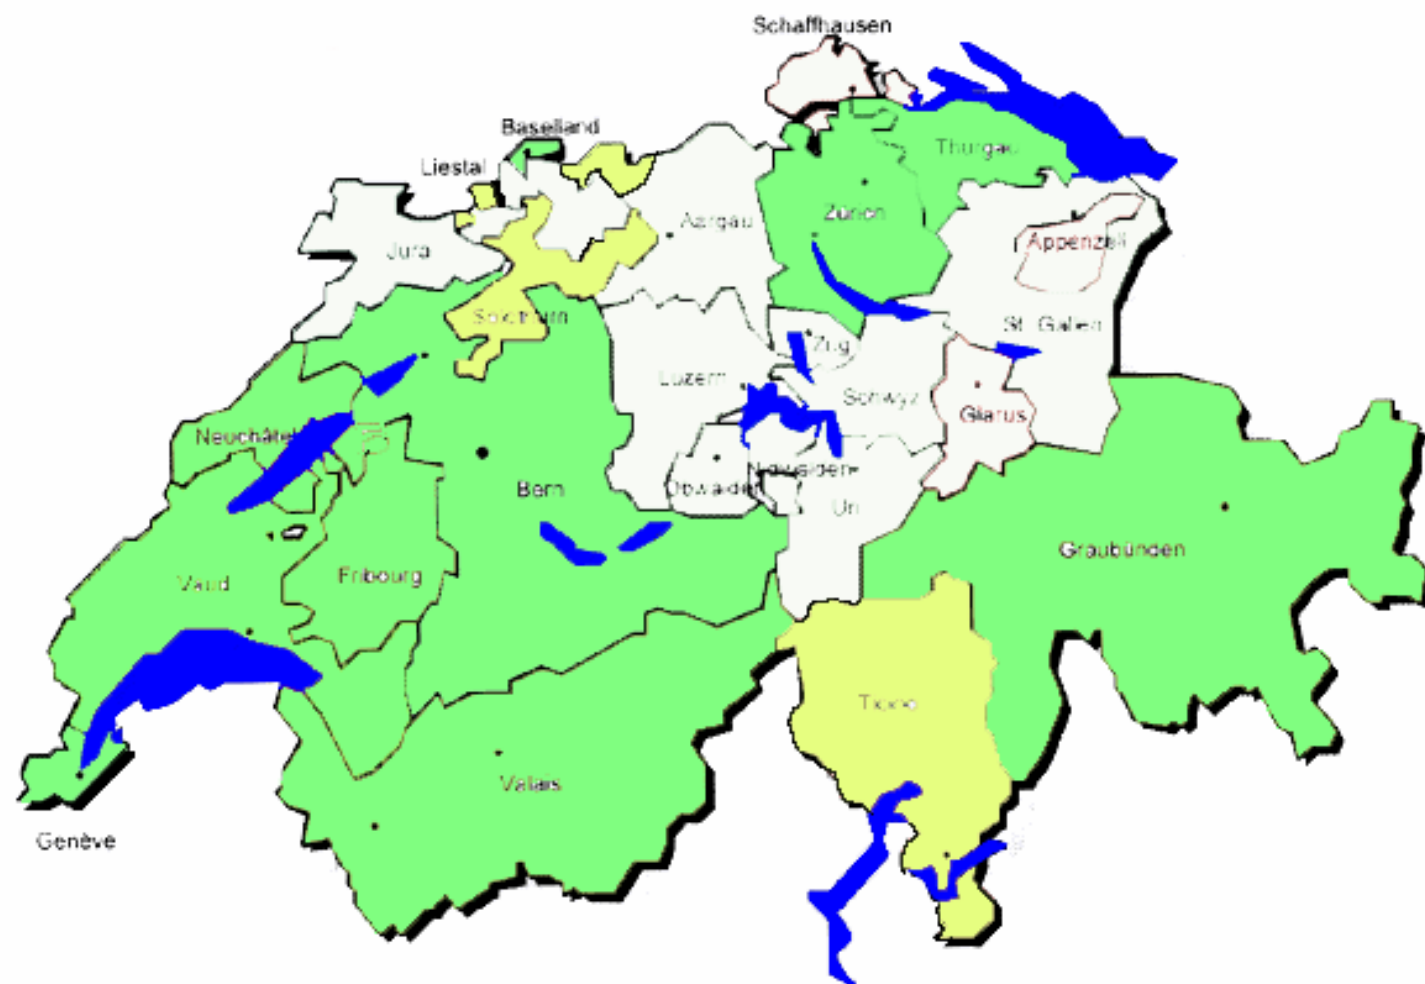 Schaffhausen
Baselland
Liestal
Thurgau
Zürich
Aargau
Jura
Appenzell
Solothurn
St. Gallen
Zug
Luzern
Schwyz
Glarus
Neuchâtel
Nidwalden
Obwalden
Bern
Uri
Graubünden
Fribourg
Vaud
Ticino
Valais
Genève